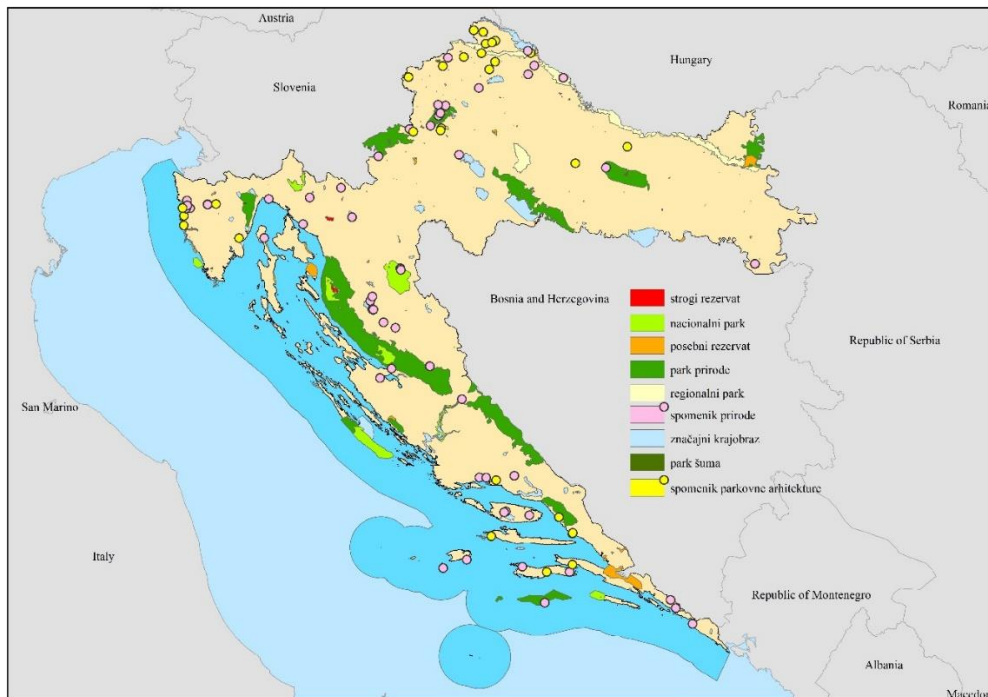 Austria
Hungary
Slovenia
Romania
Bosnia and Herzegovina
Republic of Serbia
San Marino
Italy
Republic of Montenegro
Albania
Macedo
strogi rezervat
nacionalni park
posebni rezervat
park prirode
regionalni park
spomenik prirode
značajni krajobraz
park šuma
spomenik parkovne arhitekture